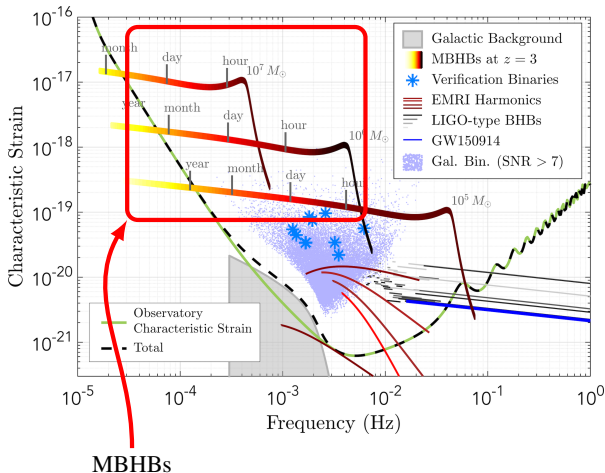 10^-16
10^-17
10^-18
10^-19
10^-20
10^-21
Characteristic Strain
month
day
hour
10^7 M⊙
year
month
day
hour
year
month
day
hour
10^5 M⊙
Galactic Background
MBHBs at z = 3
Verification Binaries
EMRI Harmonics
LIGO-type BHBs
GW150914
Gal. Bin. (SNR > 7)
Observatory
Characteristic Strain
Total
10^-5
10^-4
10^-3
10^-2
10^-1
10^0
Frequency (Hz)
MBHBs